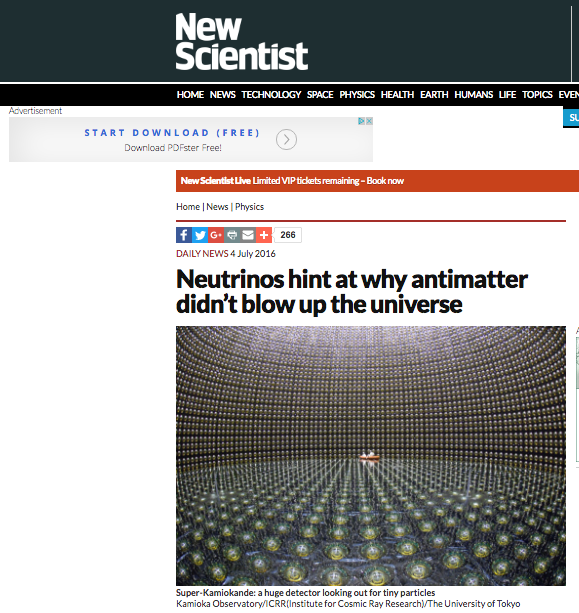 New
Scientist
HOME NEWS TECHNOLOGY SPACE PHYSICS HEALTH EARTH HUMANS LIFE TOPICS EVEN
Advertisement
SU
START DOWNLOAD (FREE)
Download PDFster Free!
New Scientist Live Limited VIP tickets remaining – Book now
Home | News | Physics
266
DAILY NEWS 4 July 2016
Neutrinos hint at why antimatter
didn't blow up the universe
Super-Kamiokande: a huge detector looking out for tiny particles
Kamioka Observatory/ICRR(Institute for Cosmic Ray Research)/The University of Tokyo